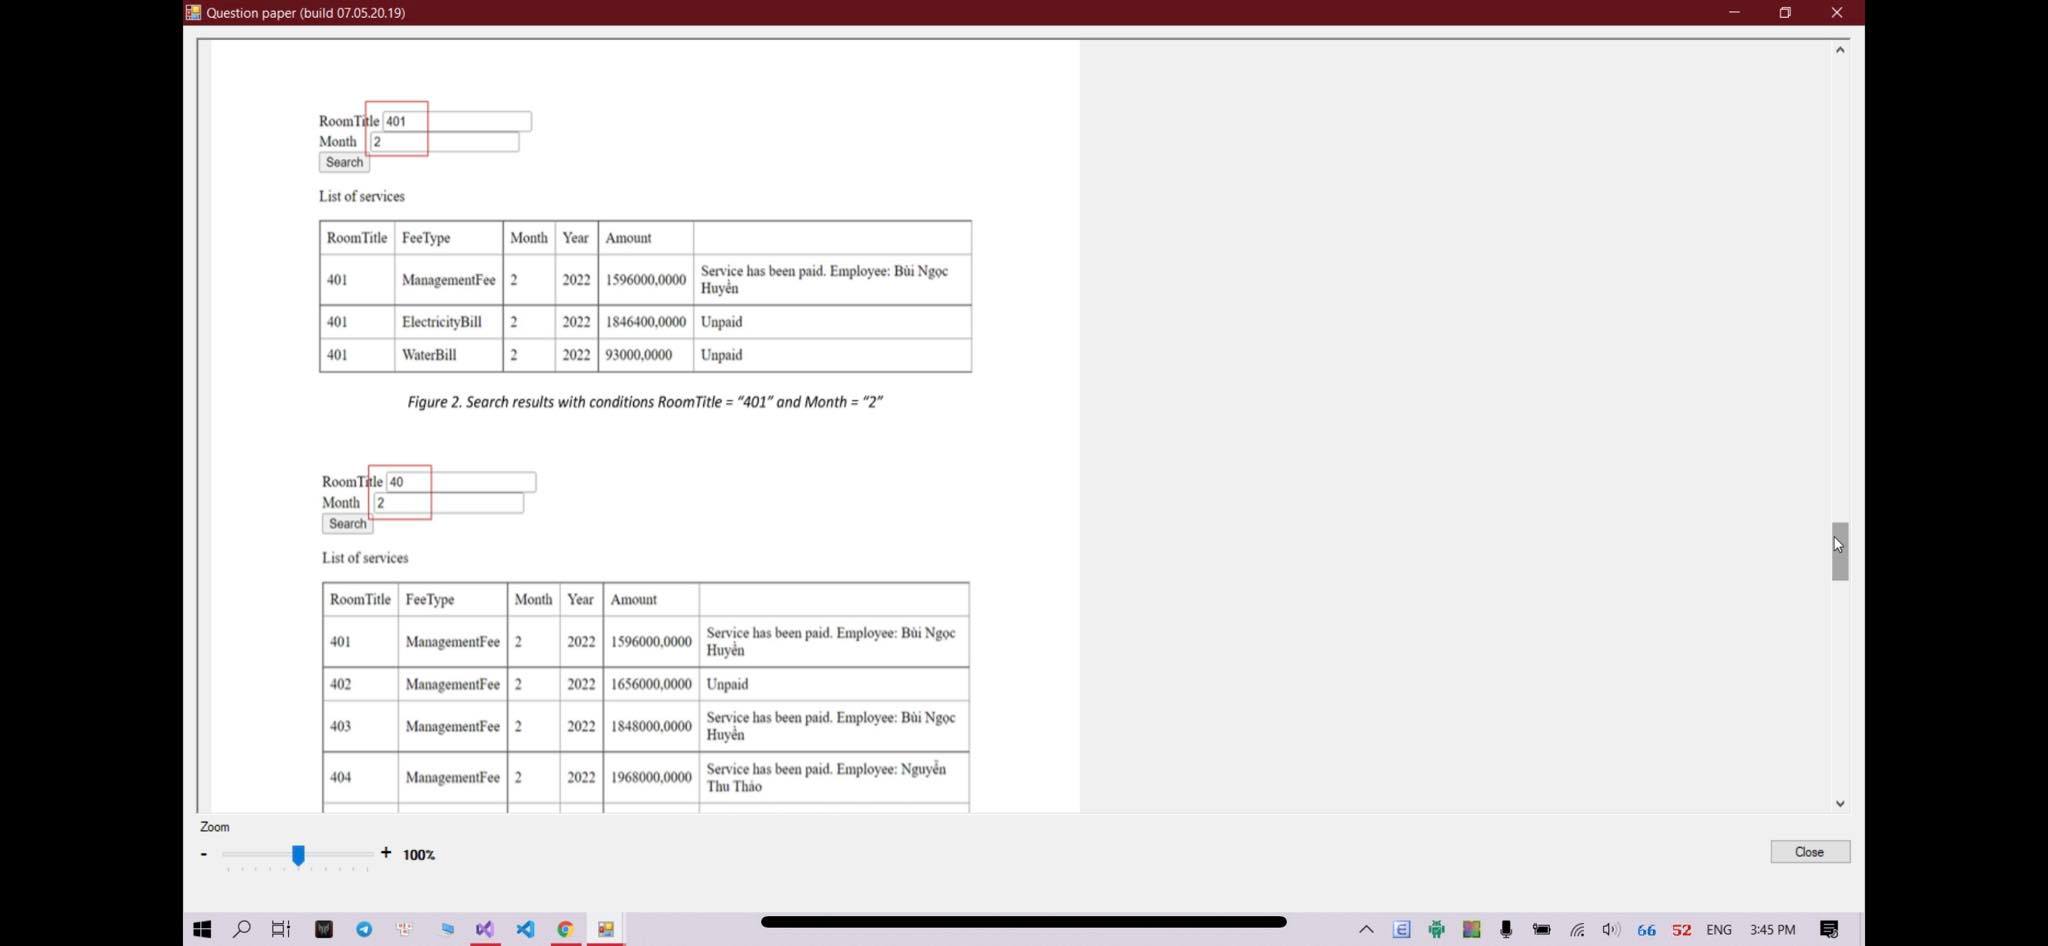 Question paper (build 07.05.20.19)
RoomTitle 401
Month 2
Search
List of services
RoomTitle FeeType Month Year Amount
401 ManagementFee 2 2022 1596000,0000 Service has been paid. Employee: Bùi Ngọc
Huyền
401 ElectricityBill 2 2022 1846400,0000 Unpaid
401 WaterBill 2 2022 93000,0000 Unpaid
Figure 2. Search results with conditions RoomTitle = “401” and Month = “2”
RoomTitle 40
Month 2
Search
List of services
RoomTitle FeeType Month Year Amount
401 ManagementFee 2 2022 1596000,0000 Service has been paid. Employee: Bùi Ngọc
Huyền
402 ManagementFee 2 2022 1656000,0000 Unpaid
403 ManagementFee 2 2022 1848000,0000 Service has been paid. Employee: Bùi Ngọc
Huyền
404 ManagementFee 2 2022 1968000,0000 Service has been paid. Employee: Nguyễn
Thu Thảo
Zoom
- + 100%
Close
66 52 ENG 3:45 PM